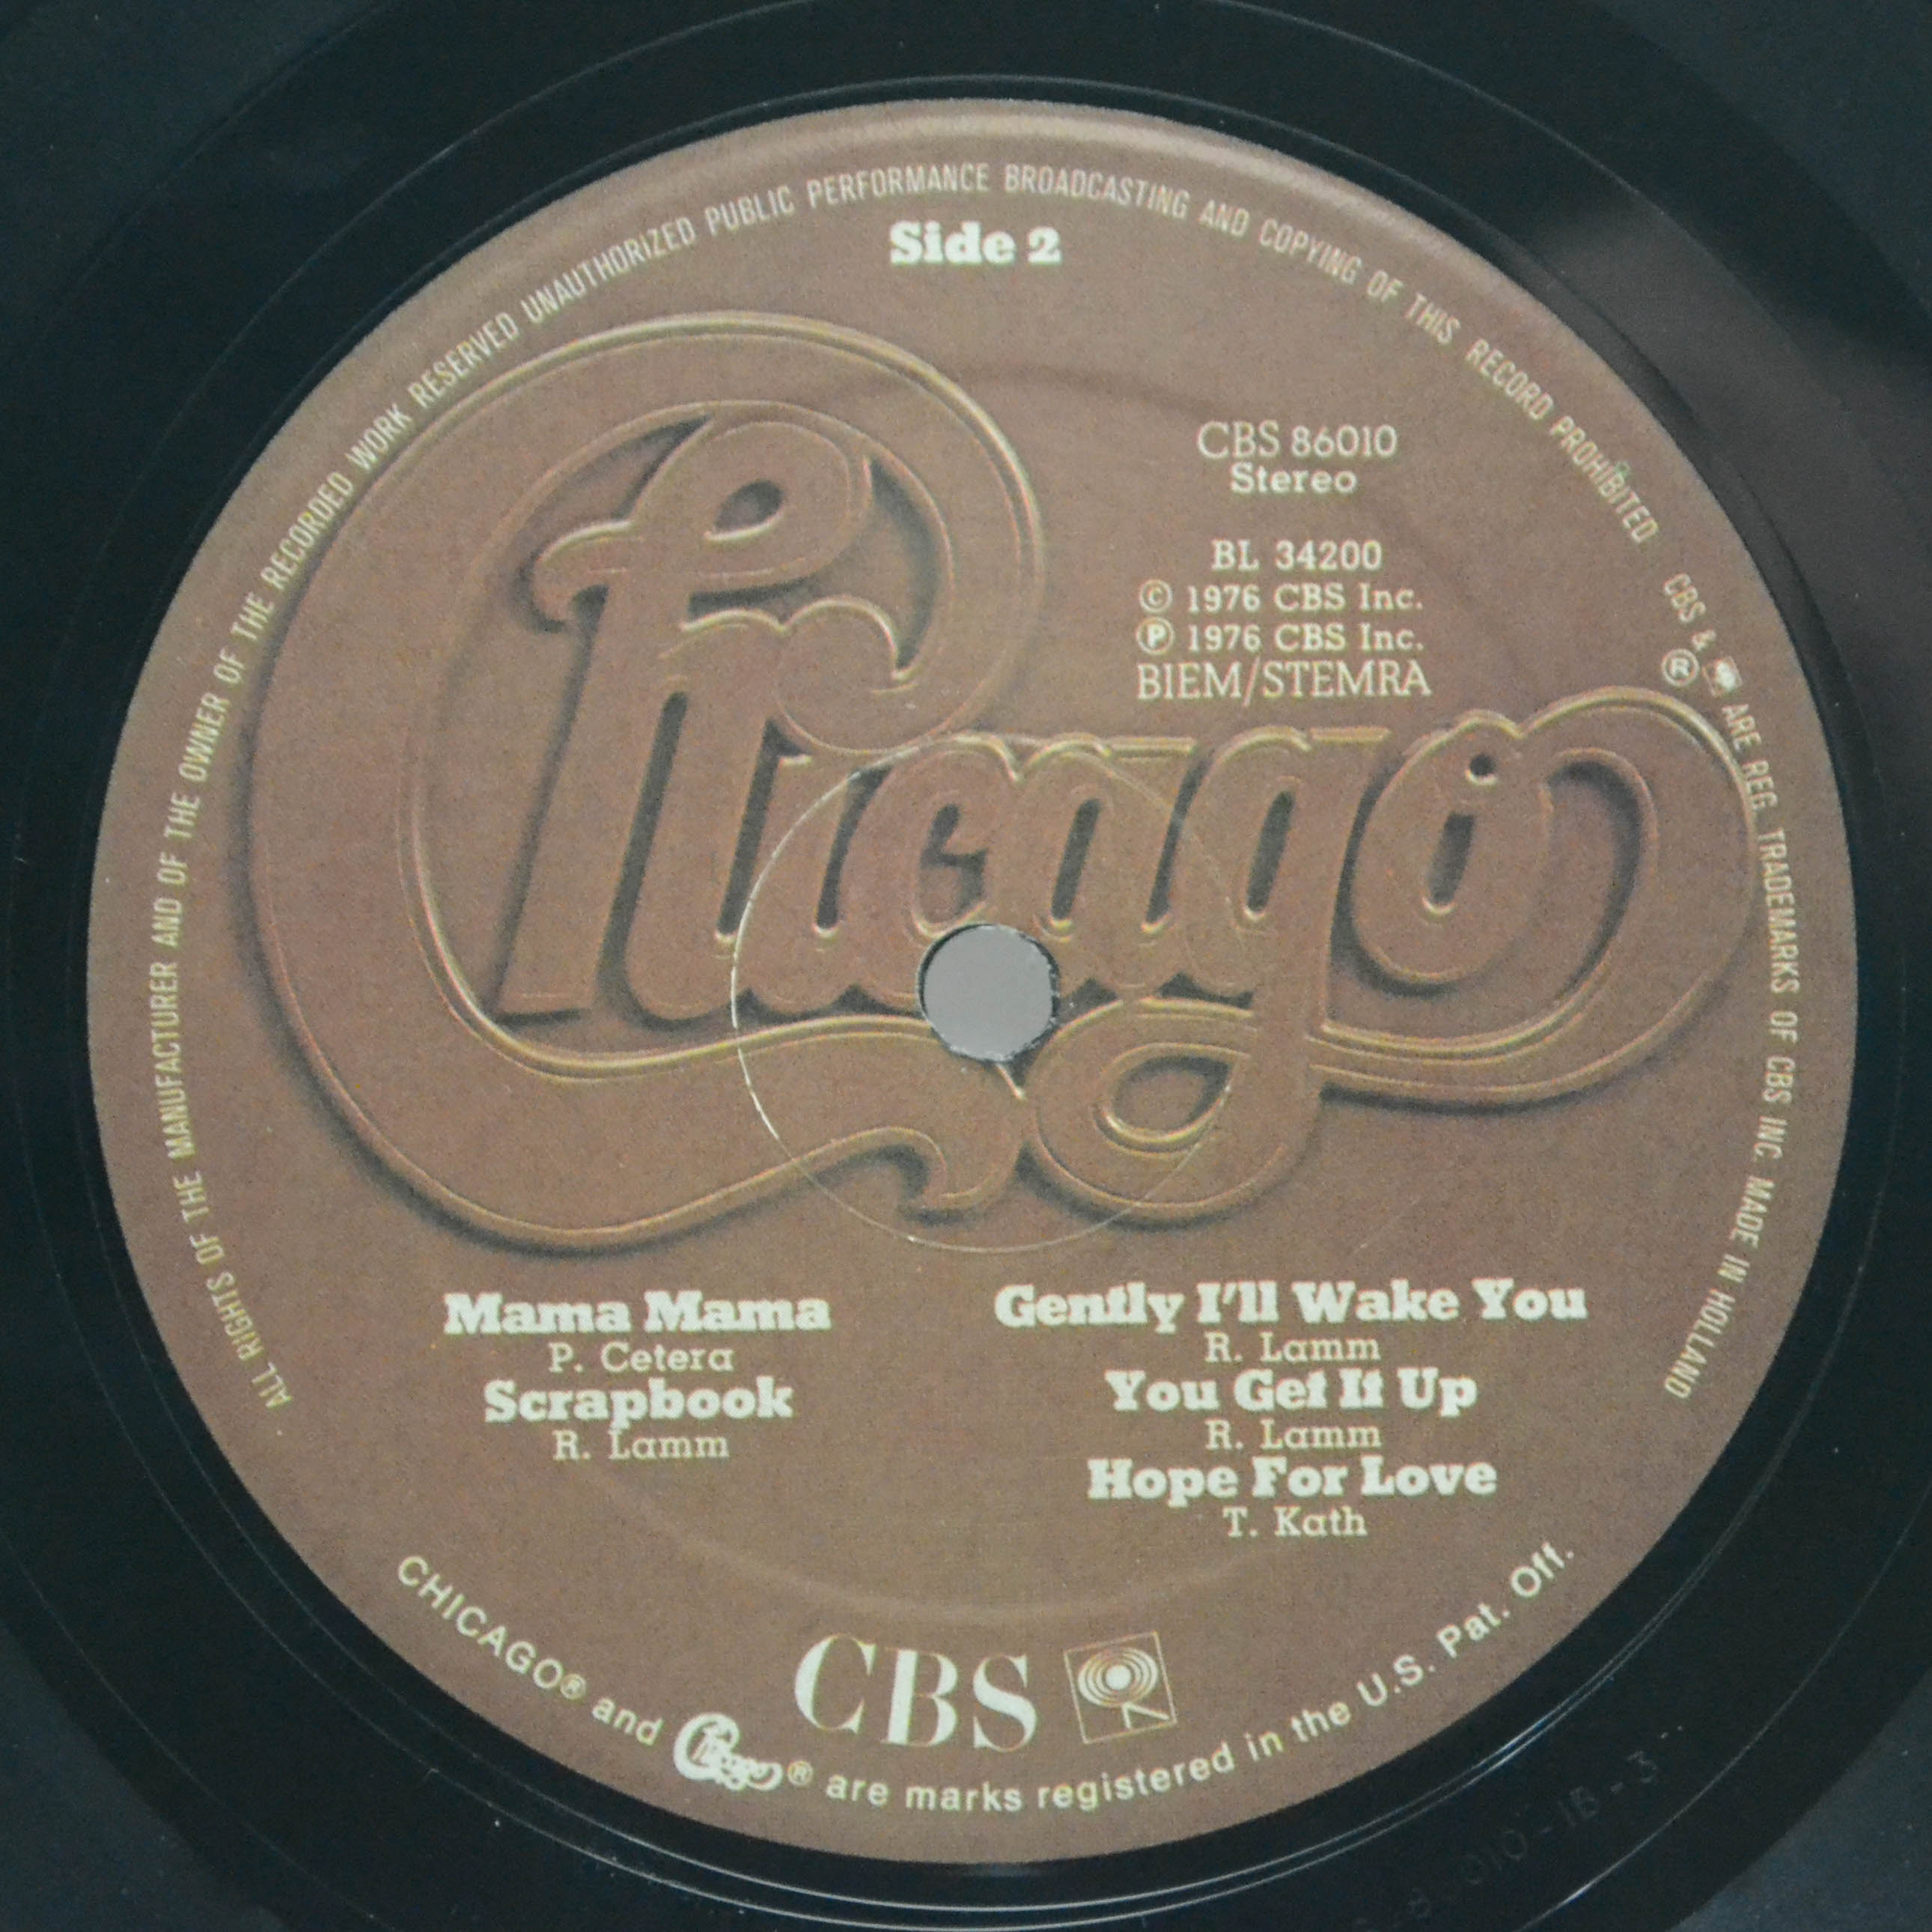 ALL RIGHTS OF THE MANUFACTURER AND OF THE OWNER OF THE RECORDED WORK RESERVED UNAUTHORIZED PUBLIC PERFORMANCE BROADCASTING AND COPYING OF THIS RECORD PROHIBITED CBS & ® ARE REG. TRADEMARKS OF CBS INC MADE IN HOLLAND
Side 2
CBS 86010
Stereo
BL 34200
© 1976 CBS Inc.
℗ 1976 CBS Inc.
BIEM/STEMRA
Chicago
Mama Mama
P. Cetera
Scrapbook
R. Lamm
Gently I'll Wake You
R. Lamm
You Get It Up
R. Lamm
Hope For Love
T. Kath
CBS
CHICAGO® and Chicago® are marks registered in the U.S. Pat. Off.